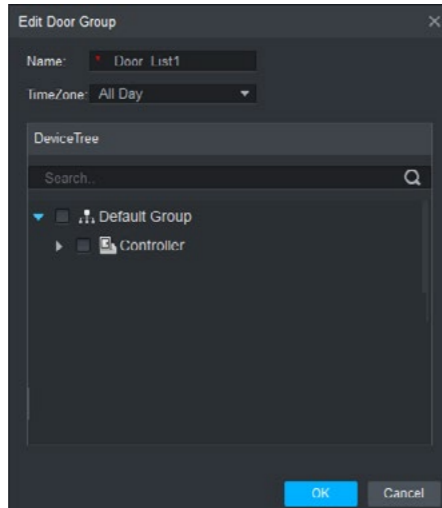 Edit Door Group
Name: * Door_List1
TimeZone: All Day
DeviceTree
Search..
Default Group
Controller
OK Cancel